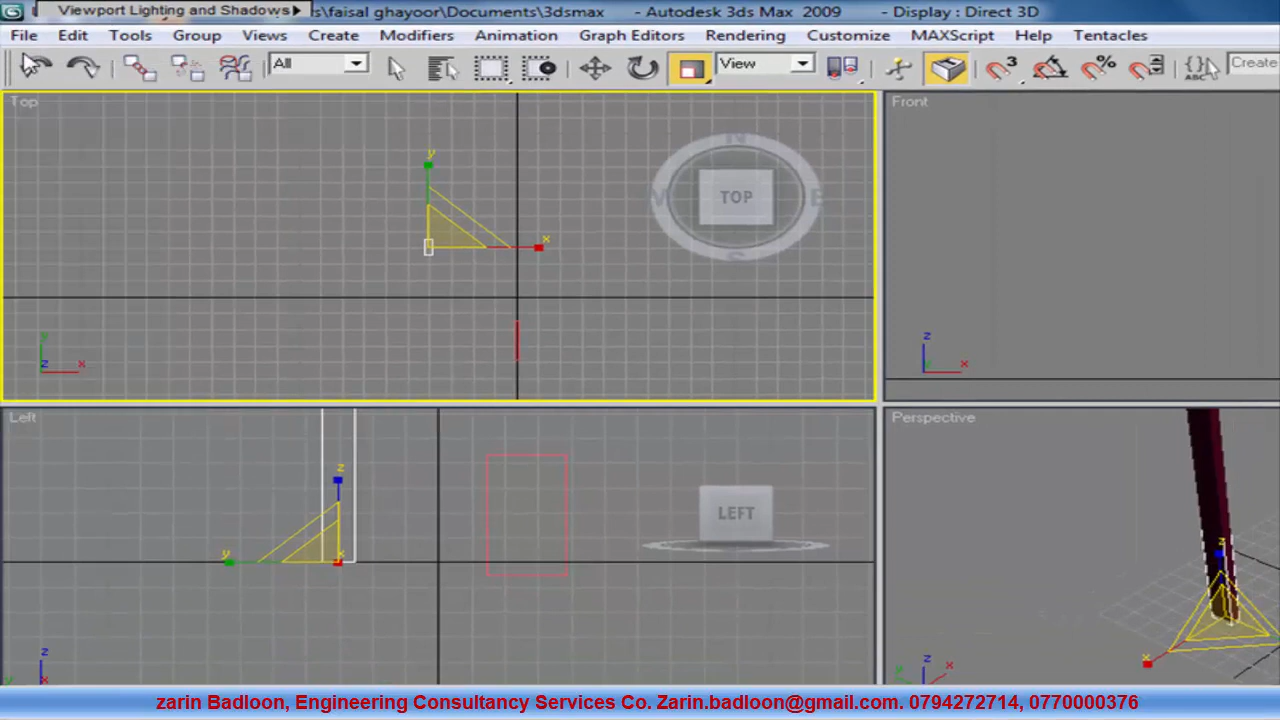 Viewport Lighting and Shadows
s\faisal ghayoor\Documents\3dsmax - Autodesk 3ds Max 2009 - Display : Direct 3D
File Edit Tools Group Views Create Modifiers Animation Graph Editors Rendering Customize MAXScript Help Tentacles
All View 3 % ABC Create
Top Front
N
y
TOP
x
S
y z z
z x x
Left Perspective
z
LEFT
y x
z
x
z z x
zarin Badloon, Engineering Consultancy Services Co. Zarin.badloon@gmail.com. 0794272714, 0770000376